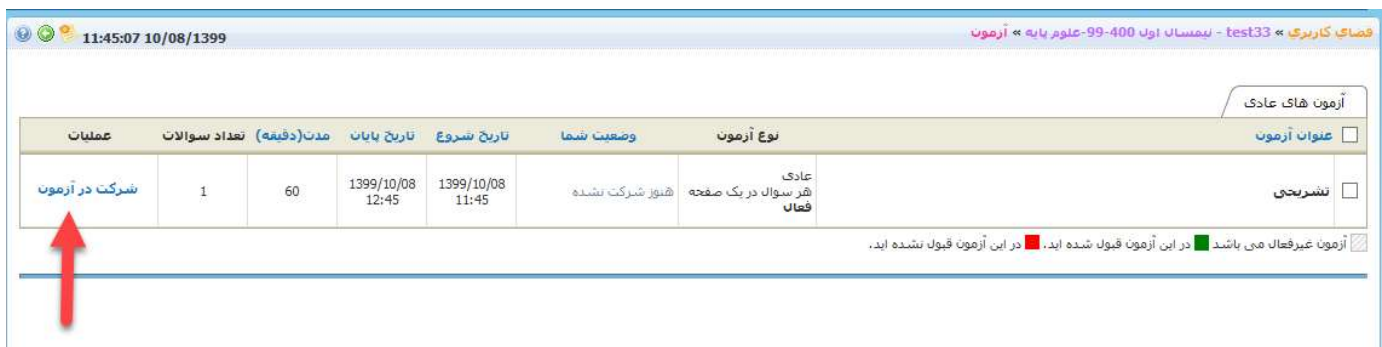 فضاي كاربري » test33 - نیمسال اول 400-99-علوم پایه » آزمون
11:45:07 10/08/1399
آزمون های عادی
عنوان آزمون نوع آزمون وضعیت شما تاریخ شروع تاریخ پایان مدت(دقیقه) تعداد سوالات عملیات
تشریحی عادی هنوز شرکت نشده 1399/10/08 1399/10/08 60 1 شرکت در آزمون
هر سوال در یک صفحه 11:45 12:45
فعال
آزمون غیرفعال می باشد در این آزمون قبول شده اید، در این آزمون قبول نشده اید.